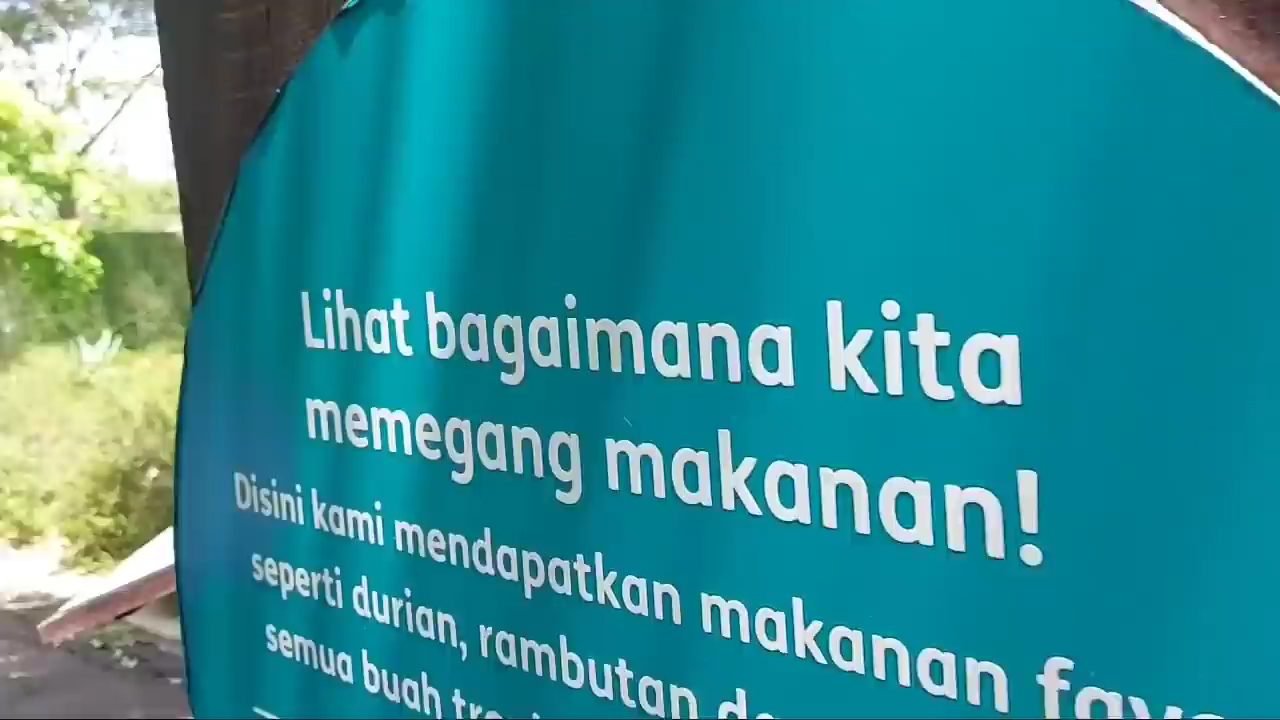 Lihat bagaimana kita
memegang makanan!
Disini kami mendapatkan makanan
seperti durian, rambutan
semua buah